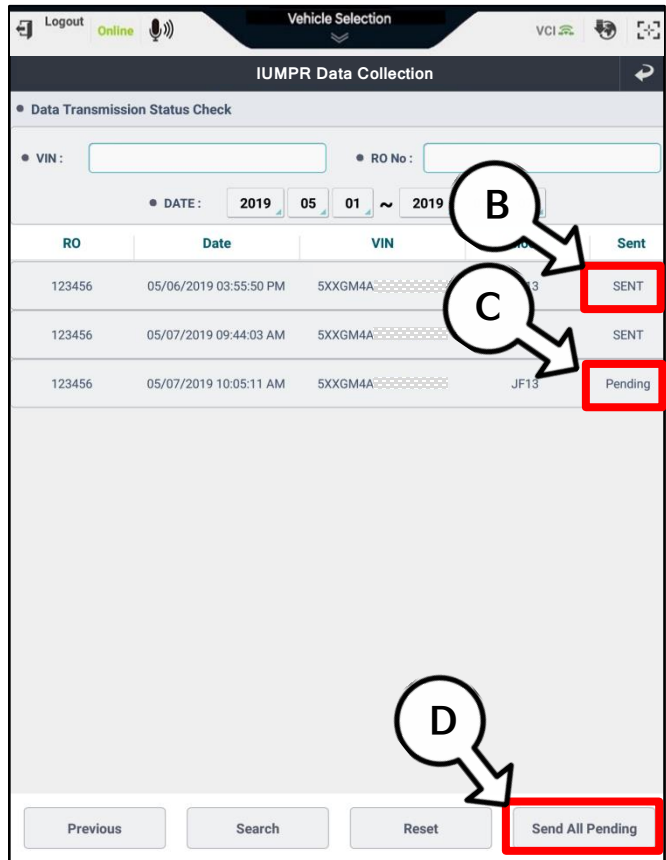 Logout Online Vehicle Selection VCI
IUMPR Data Collection
• Data Transmission Status Check
• VIN : • RO No :
• DATE : 2019 05 01 ~ 2019
B
RO Date VIN Sent
123456 05/06/2019 03:55:50 PM 5XXGM4A 13 SENT
C
123456 05/07/2019 09:44:03 AM 5XXGM4A SENT
123456 05/07/2019 10:05:11 AM 5XXGM4A JF13 Pending
D
Previous Search Reset Send All Pending